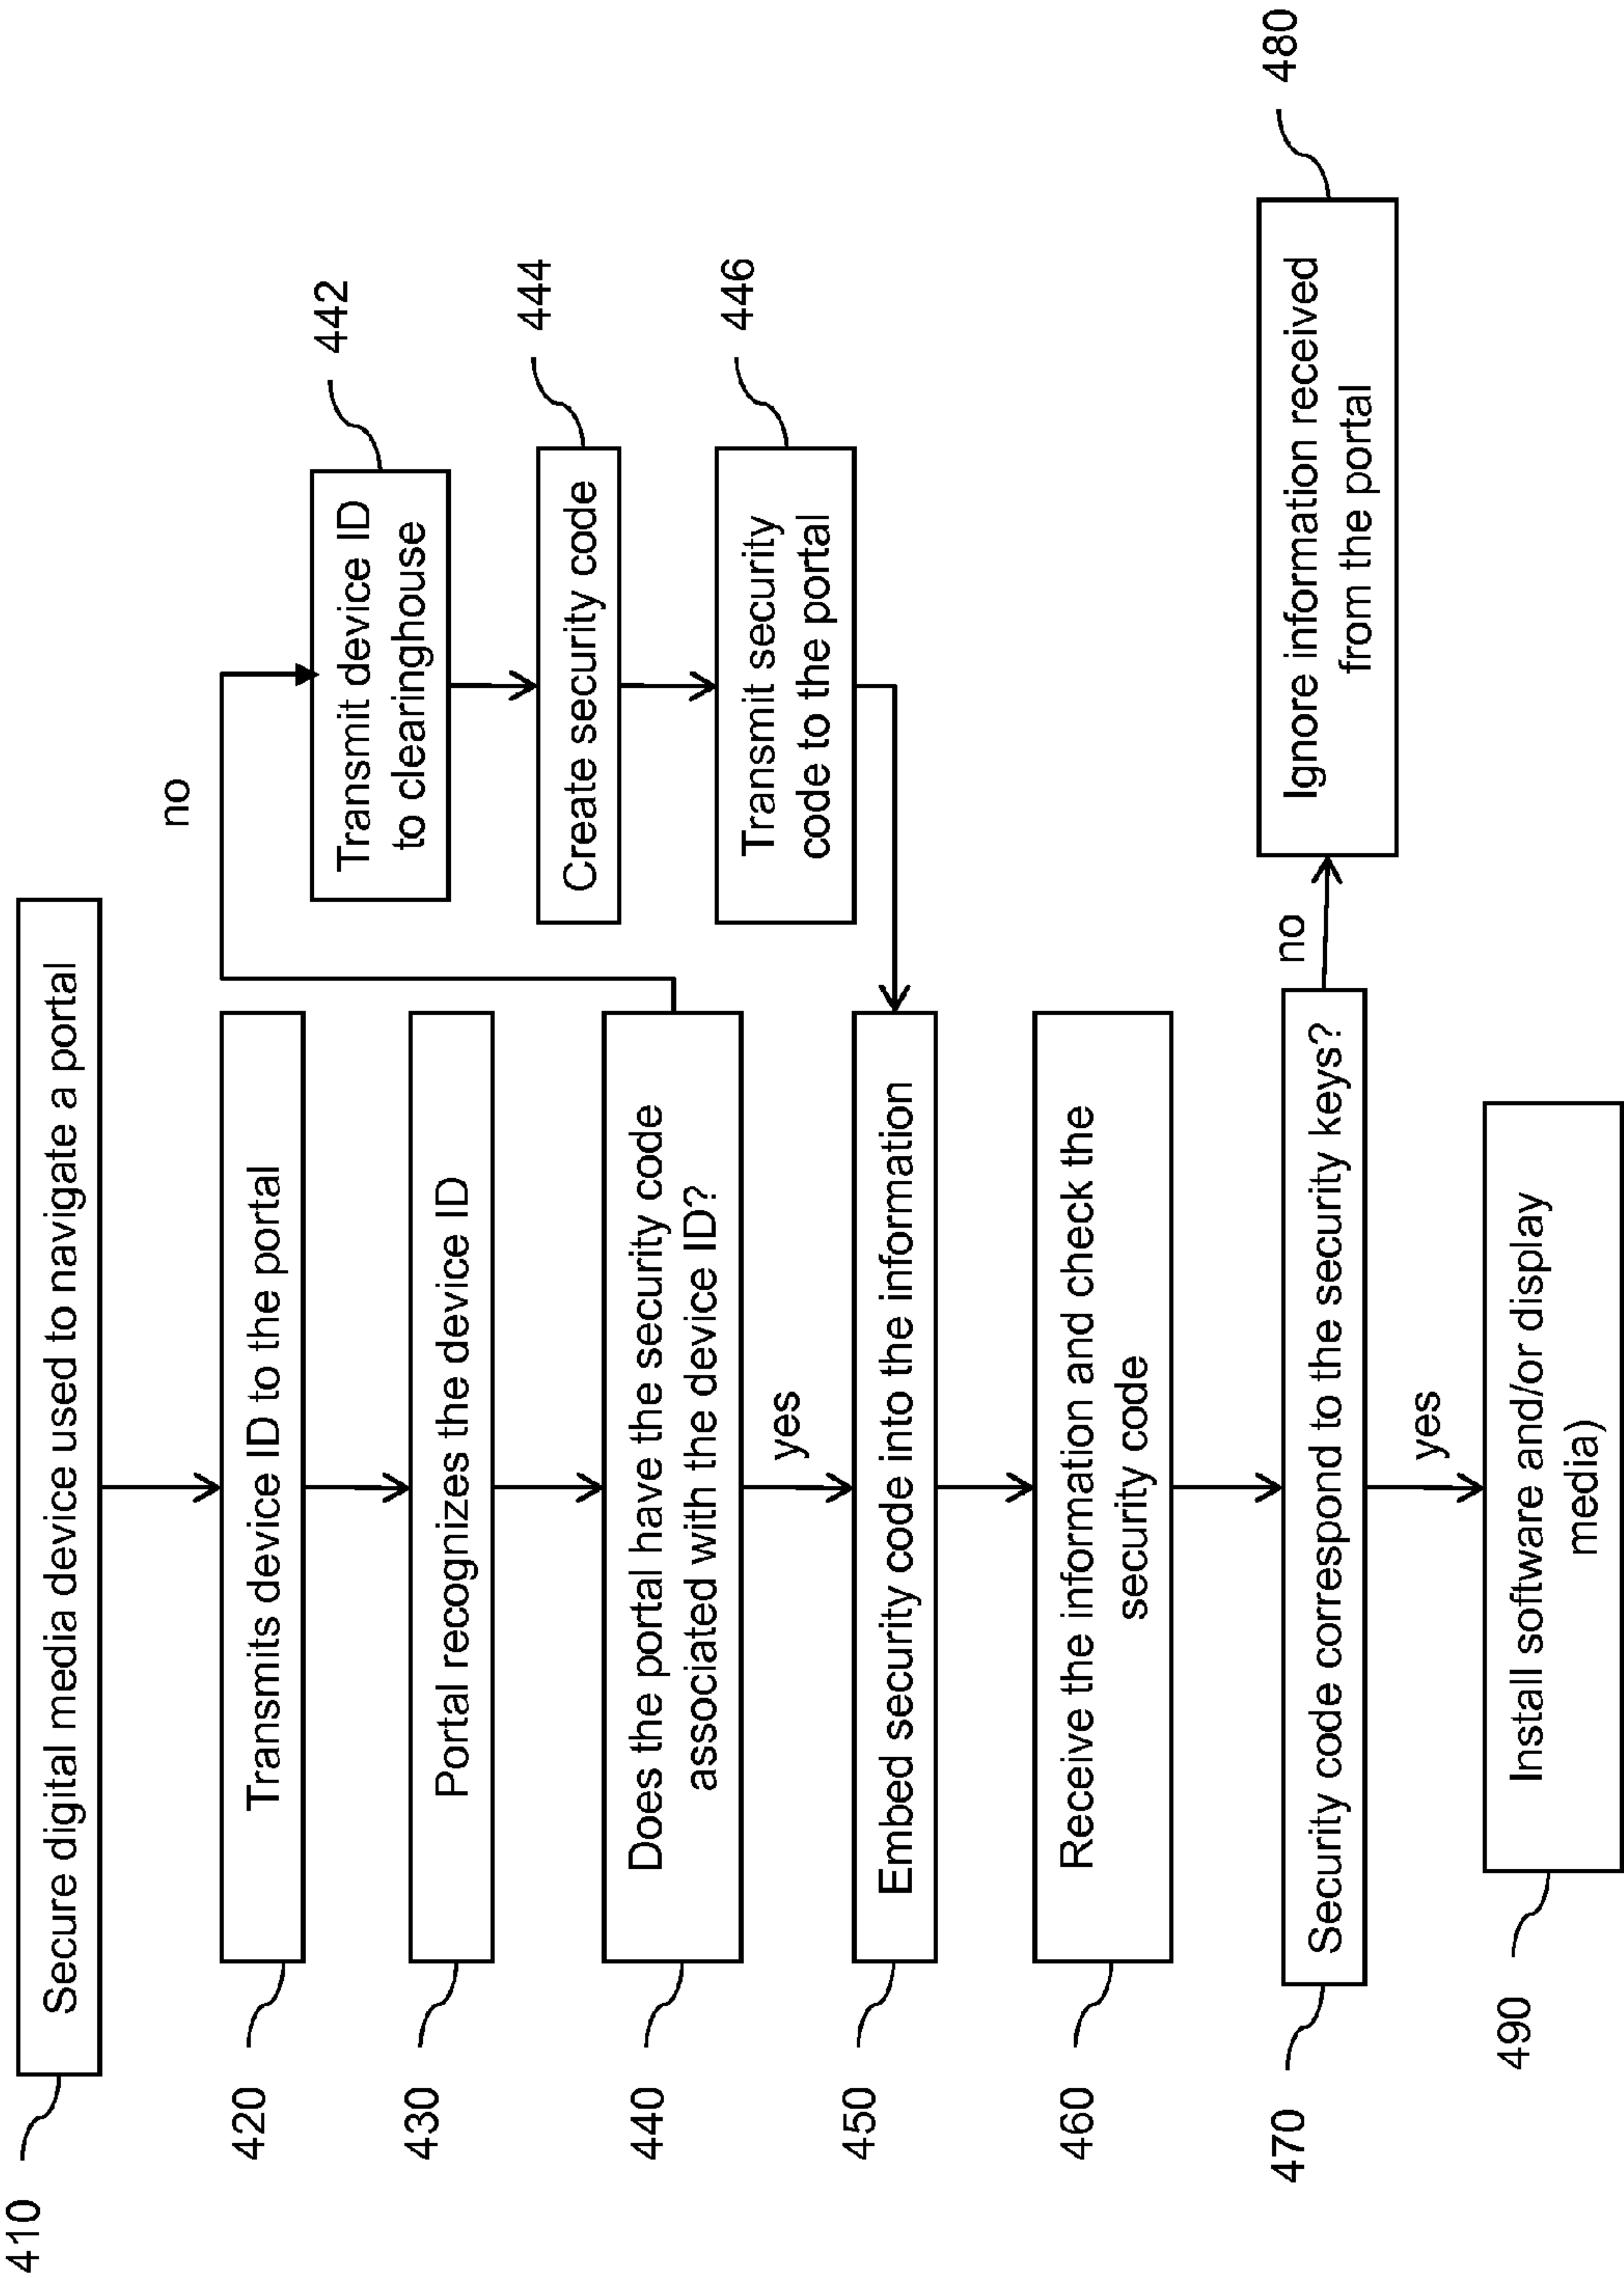 410
Secure digital media device used to navigate a portal
420
Transmits device ID to the portal
430
Portal recognizes the device ID
440
Does the portal have the security code
associated with the device ID?
no
442
Transmit device ID
to clearinghouse
444
Create security code
446
Transmit security
code to the portal
yes
450
Embed security code into the information
460
Receive the information and check the
security code
470
Security code correspond to the security keys?
no
480
Ignore information received
from the portal
yes
490
Install software and/or display
media)